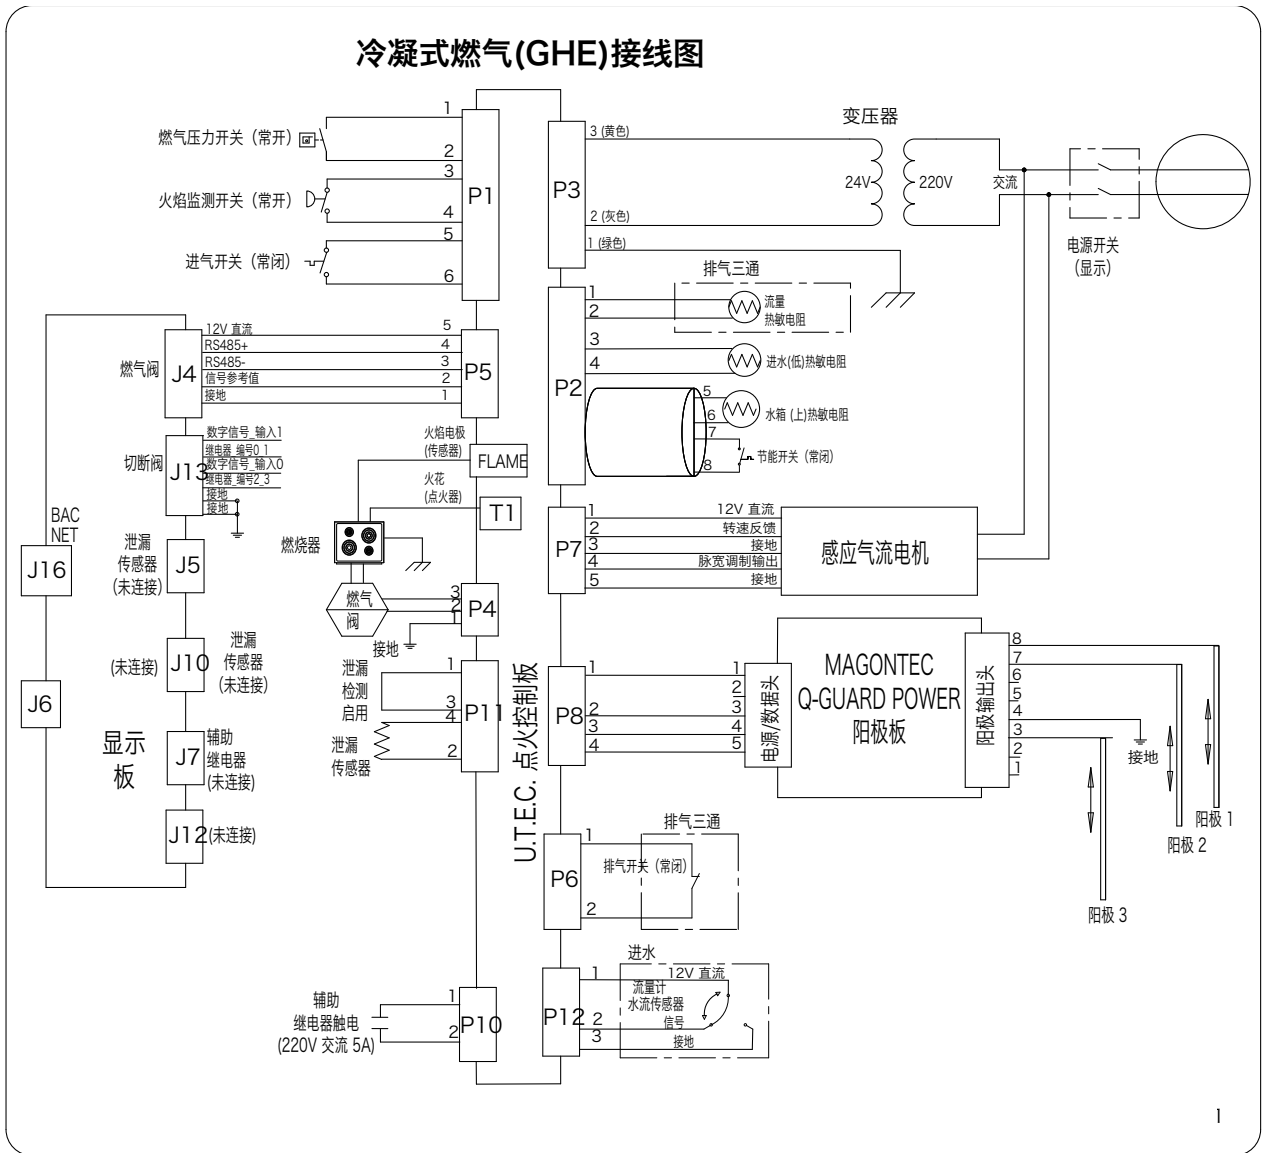 冷凝式燃气(GHE)接线图
燃气压力开关（常开）
1
2
火焰监测开关（常开）
3
4
进气开关（常闭）
5
6
P1
P3
3 (黄色)
2 (灰色)
1 (绿色)
变压器
24V
220V
交流
电源开关
(显示)
燃气阀
J4
12V 直流
RS485+
RS485-
信号参考值
接地
5
4
3
2
1
P5
P2
1
2
3
4
5
6
7
8
排气三通
流量
热敏电阻
进水(低)热敏电阻
水箱 (上)热敏电阻
节能开关（常闭）
切断阀
J13
数字信号_输入1
继电器_编号0_1
数字信号_输入0
继电器_编号2_3
接地
接地
火焰电极
(传感器)
FLAME
火花
(点火器)
T1
燃烧器
燃气
阀
3
2
1
P4
接地
BAC
NET
J16
J6
显示
板
泄漏
传感器
(未连接)
J5
(未连接)
J10
泄漏
传感器
(未连接)
J7
辅助
继电器
(未连接)
J12
(未连接)
泄漏
检测
启用
泄漏
传感器
1
3
4
2
P11
U.T.E.C. 点火控制板
P7
1
2
3
4
5
12V 直流
转速反馈
接地
脉宽调制输出
接地
感应气流电机
P8
1
2
3
4
1
2
3
4
5
电源/数据头
MAGONTEC
Q-GUARD POWER
阳极板
阳极输出头
8
7
6
5
4
3
2
1
接地
阳极 1
阳极 2
阳极 3
P6
1
2
排气三通
排气开关（常闭）
进水
P12
1
2
3
12V 直流
流量计
水流传感器
信号
接地
辅助
继电器触电
(220V 交流 5A)
1
2
P10
1